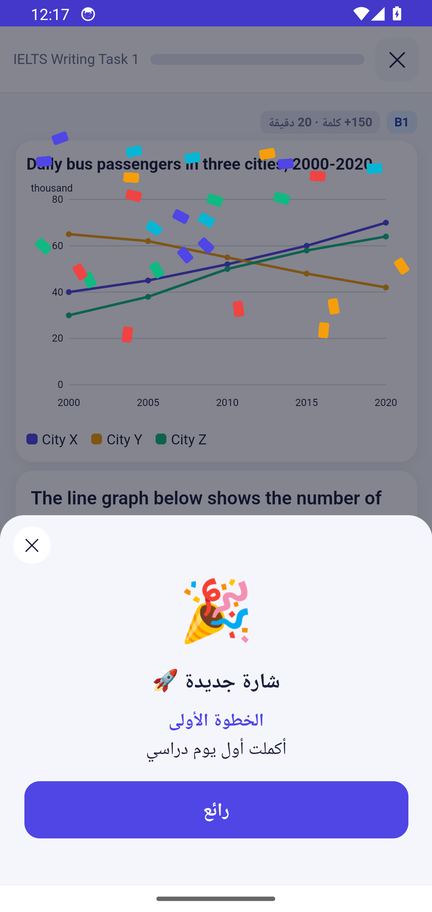 12:17
IELTS Writing Task 1
B1
150+ كلمة · 20 دقيقة
Daily bus passengers in three cities, 2000-2020
thousand
80
60
40
20
0
2000 2005 2010 2015 2020
City X City Y City Z
The line graph below shows the number of
شارة جديدة 🚀
الخطوة الأولى
أكملت أول يوم دراسي
رائع